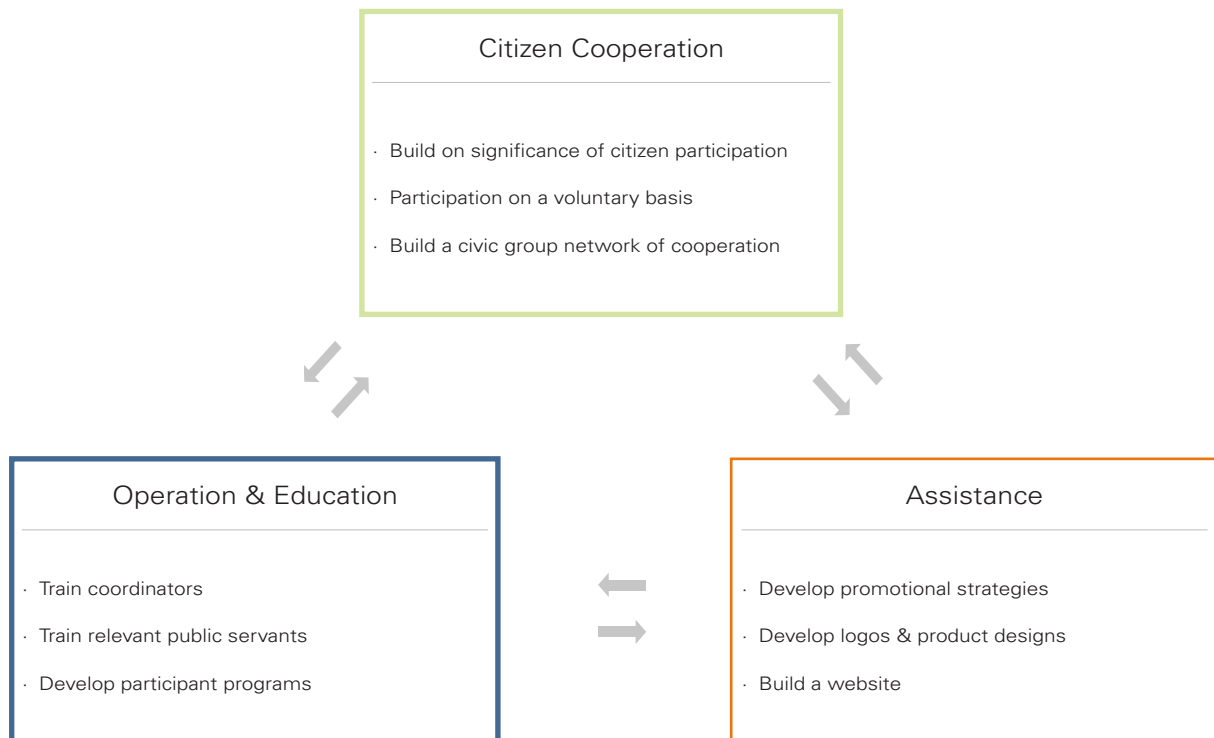 Citizen Cooperation
· Build on significance of citizen participation
· Participation on a voluntary basis
· Build a civic group network of cooperation
Operation & Education
· Train coordinators
· Train relevant public servants
· Develop participant programs
Assistance
· Develop promotional strategies
· Develop logos & product designs
· Build a website